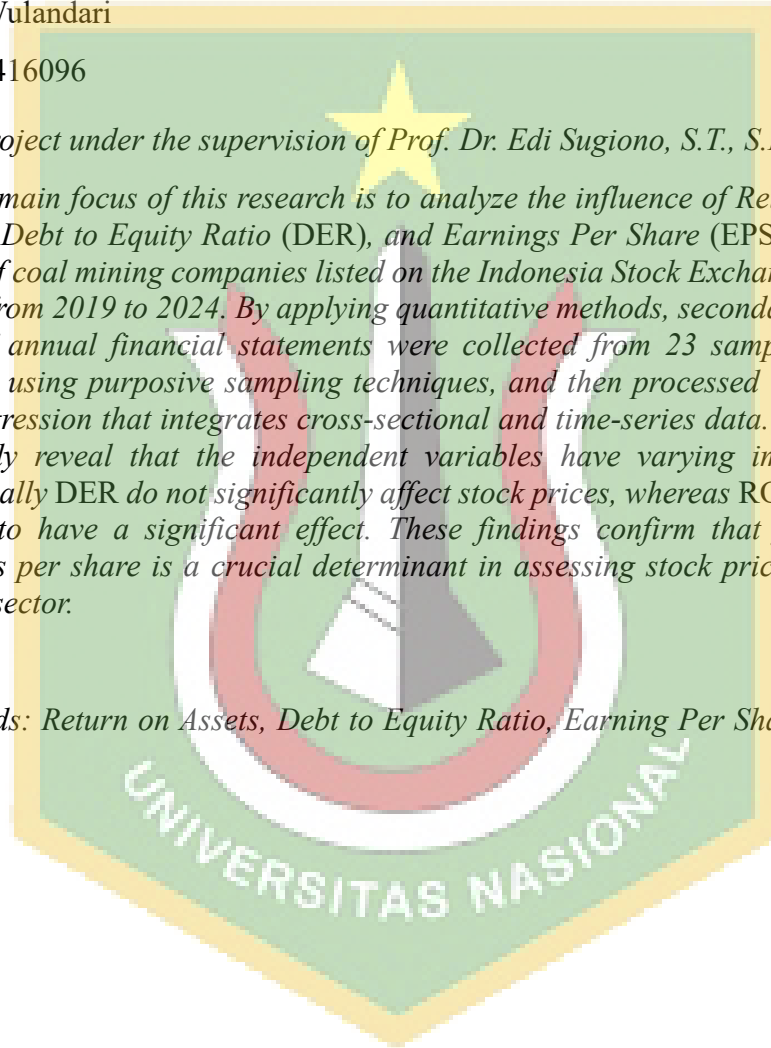 Wulandari
416096
roject under the supervision of Prof. Dr. Edi Sugiono, S.T., S.
main focus of this research is to analyze the influence of Re
Debt to Equity Ratio (DER), and Earnings Per Share (EPS
f coal mining companies listed on the Indonesia Stock Exchan
from 2019 to 2024. By applying quantitative methods, seconda
annual financial statements were collected from 23 samp
using purposive sampling techniques, and then processed
ression that integrates cross-sectional and time-series data.
ly reveal that the independent variables have varying im
ally DER do not significantly affect stock prices, whereas RO
to have a significant effect. These findings confirm that
s per share is a crucial determinant in assessing stock pric
sector.
ds: Return on Assets, Debt to Equity Ratio, Earning Per Sha
UNIVERSITAS NASIONAL